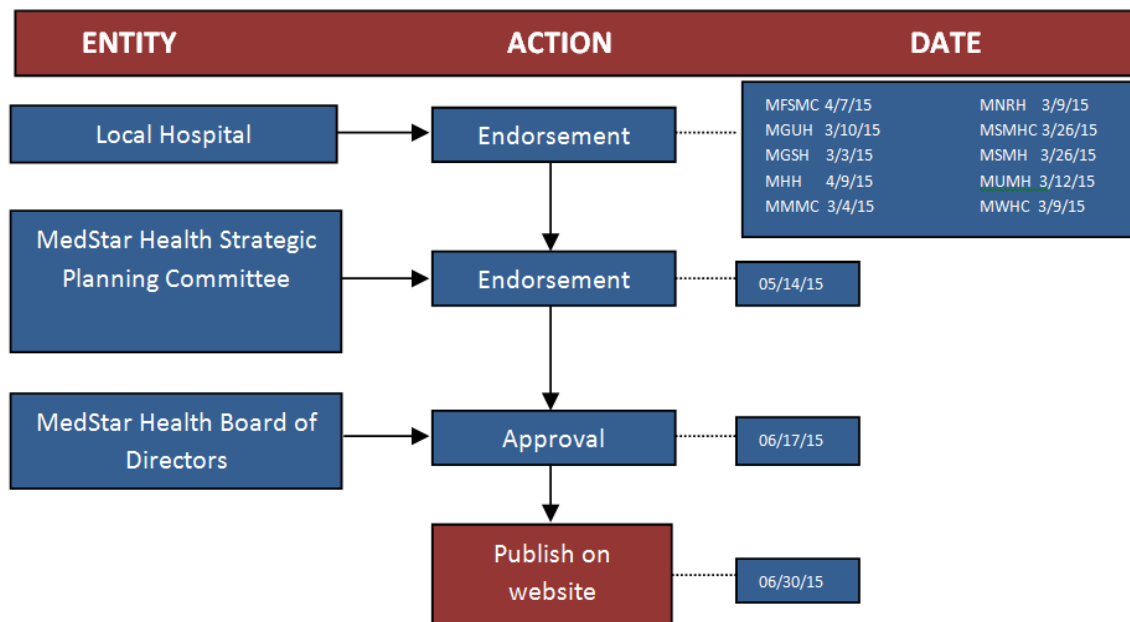 ENTITY ACTION DATE
Local Hospital
Endorsement
MFSMC 4/7/15 MNRH 3/9/15
MGUH 3/10/15 MSMHC 3/26/15
MGSH 3/3/15 MSMH 3/26/15
MHH 4/9/15 MUMH 3/12/15
MMMC 3/4/15 MWHC 3/9/15
MedStar Health Strategic
Planning Committee
Endorsement
05/14/15
MedStar Health Board of
Directors
Approval
06/17/15
Publish on
website
06/30/15